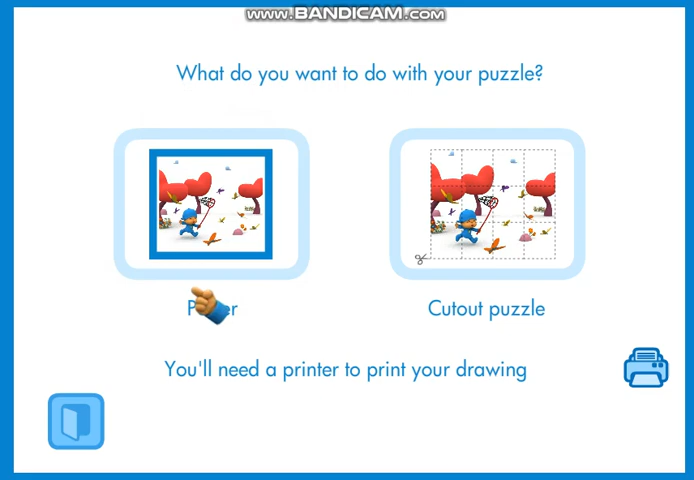 www.BANDICAM.com
What do you want to do with your puzzle?
Cutout puzzle
You'll need a printer to print your drawing